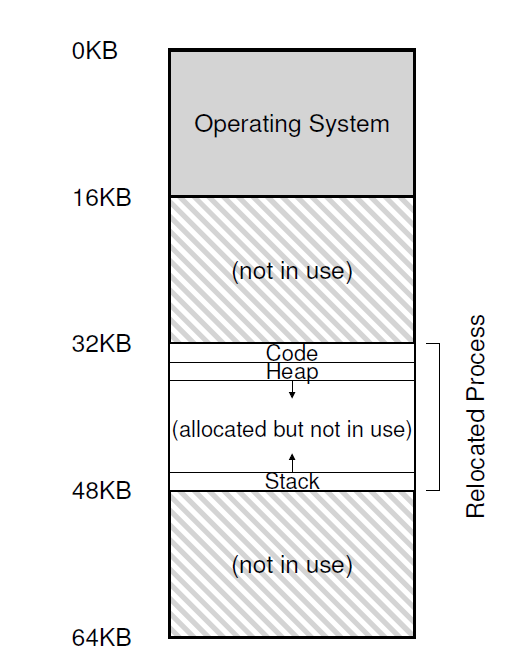 0KB
Operating System
16KB
(not in use)
32KB
Code
Heap
(allocated but not in use)
Stack
48KB
(not in use)
64KB
Relocated Process